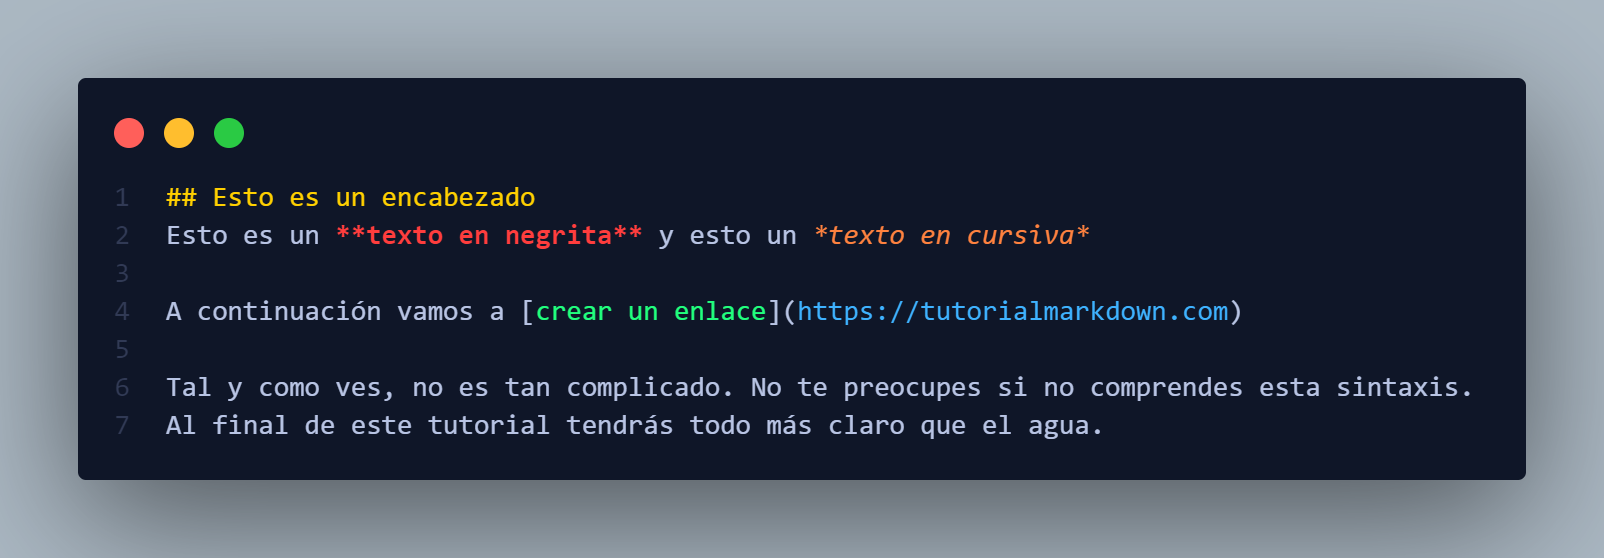 1 ## Esto es un encabezado
2 Esto es un **texto en negrita** y esto un *texto en cursiva*
3
4 A continuación vamos a [crear un enlace](https://tutorialmarkdown.com)
5
6 Tal y como ves, no es tan complicado. No te preocupes si no comprendes esta sintaxis.
7 Al final de este tutorial tendrás todo más claro que el agua.